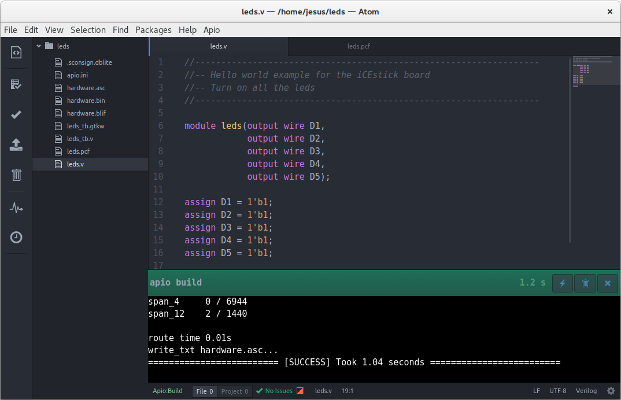 leds.v — /home/jesus/leds — Atom
File Edit View Selection Find Packages Help Apio
leds
.sconsign.dblite
apio.ini
hardware.asc
hardware.bin
hardware.blif
leds_tb.gtkw
leds_tb.v
leds.pcf
leds.v
leds.v leds.pcf
1 //------------------------------------------------------------------
2 //-- Hello world example for the iCEstick board
3 //-- Turn on all the leds
4 //------------------------------------------------------------------
5
6 module leds(output wire D1,
7 output wire D2,
8 output wire D3,
9 output wire D4,
10 output wire D5);
11
12 assign D1 = 1'b1;
13 assign D2 = 1'b1;
14 assign D3 = 1'b1;
15 assign D4 = 1'b1;
16 assign D5 = 1'b1;
17
apio build 1.2 s
span_4 0 / 6944
span_12 2 / 1440
route time 0.01s
write_txt hardware.asc...
========================= [SUCCESS] Took 1.04 seconds =========================
Apio:Build File 0 Project 0 No Issues leds.v 19:1 LF UTF-8 Verilog